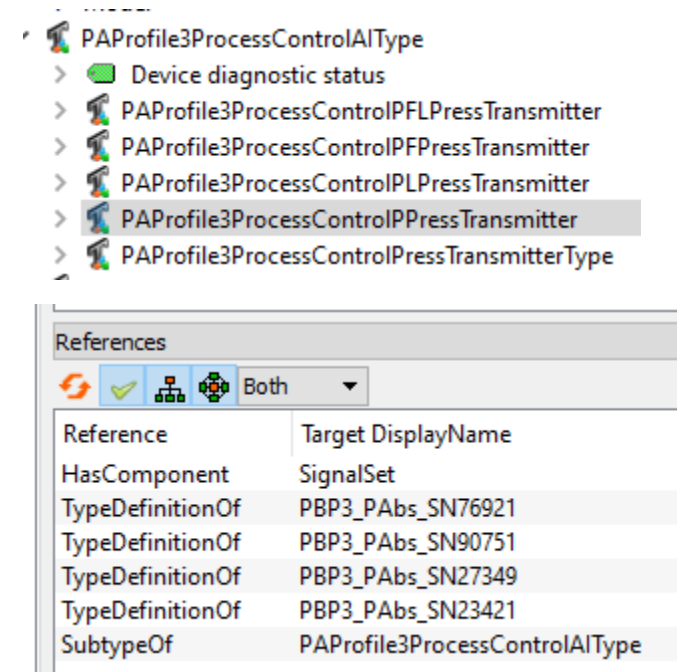 PAProfile3ProcessControlAIType
Device diagnostic status
PAProfile3ProcessControlPFLPressTransmitter
PAProfile3ProcessControlPFPressTransmitter
PAProfile3ProcessControlPLPressTransmitter
PAProfile3ProcessControlPPressTransmitter
PAProfile3ProcessControlPressTransmitterType
References
Both
Reference Target DisplayName
HasComponent SignalSet
TypeDefinitionOf PBP3_PAbs_SN76921
TypeDefinitionOf PBP3_PAbs_SN90751
TypeDefinitionOf PBP3_PAbs_SN27349
TypeDefinitionOf PBP3_PAbs_SN23421
SubtypeOf PAProfile3ProcessControlAIType